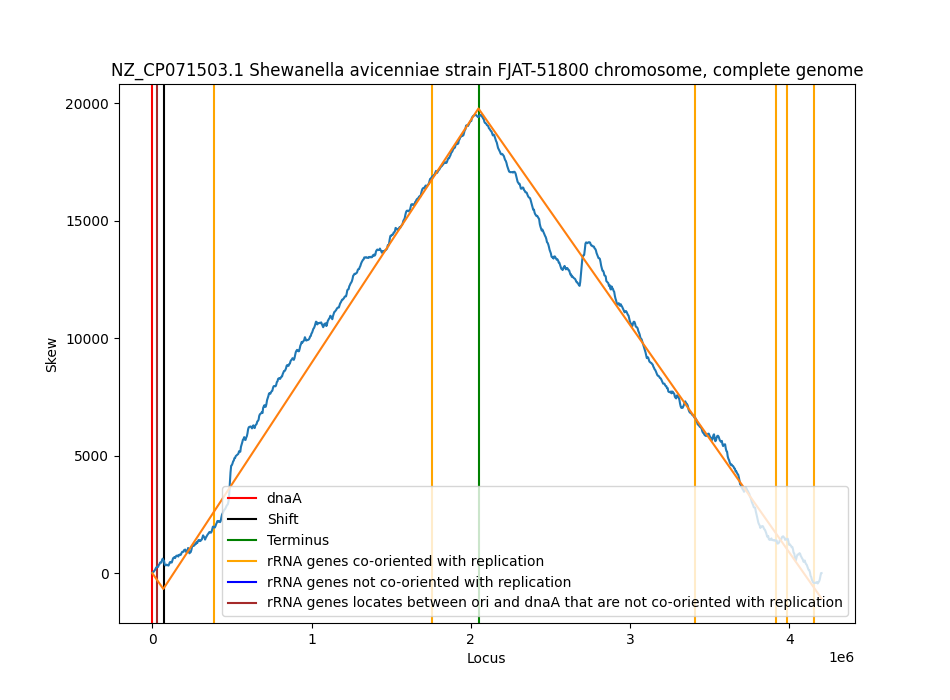 NZ_CP071503.1 Shewanella avicenniae strain FJAT-51800 chromosome, complete genome
20000
15000
10000
5000
0
Skew
dnaA
Shift
Terminus
rRNA genes co-oriented with replication
rRNA genes not co-oriented with replication
rRNA genes locates between ori and dnaA that are not co-oriented with replication
0 1 2 3 4
1e6
Locus